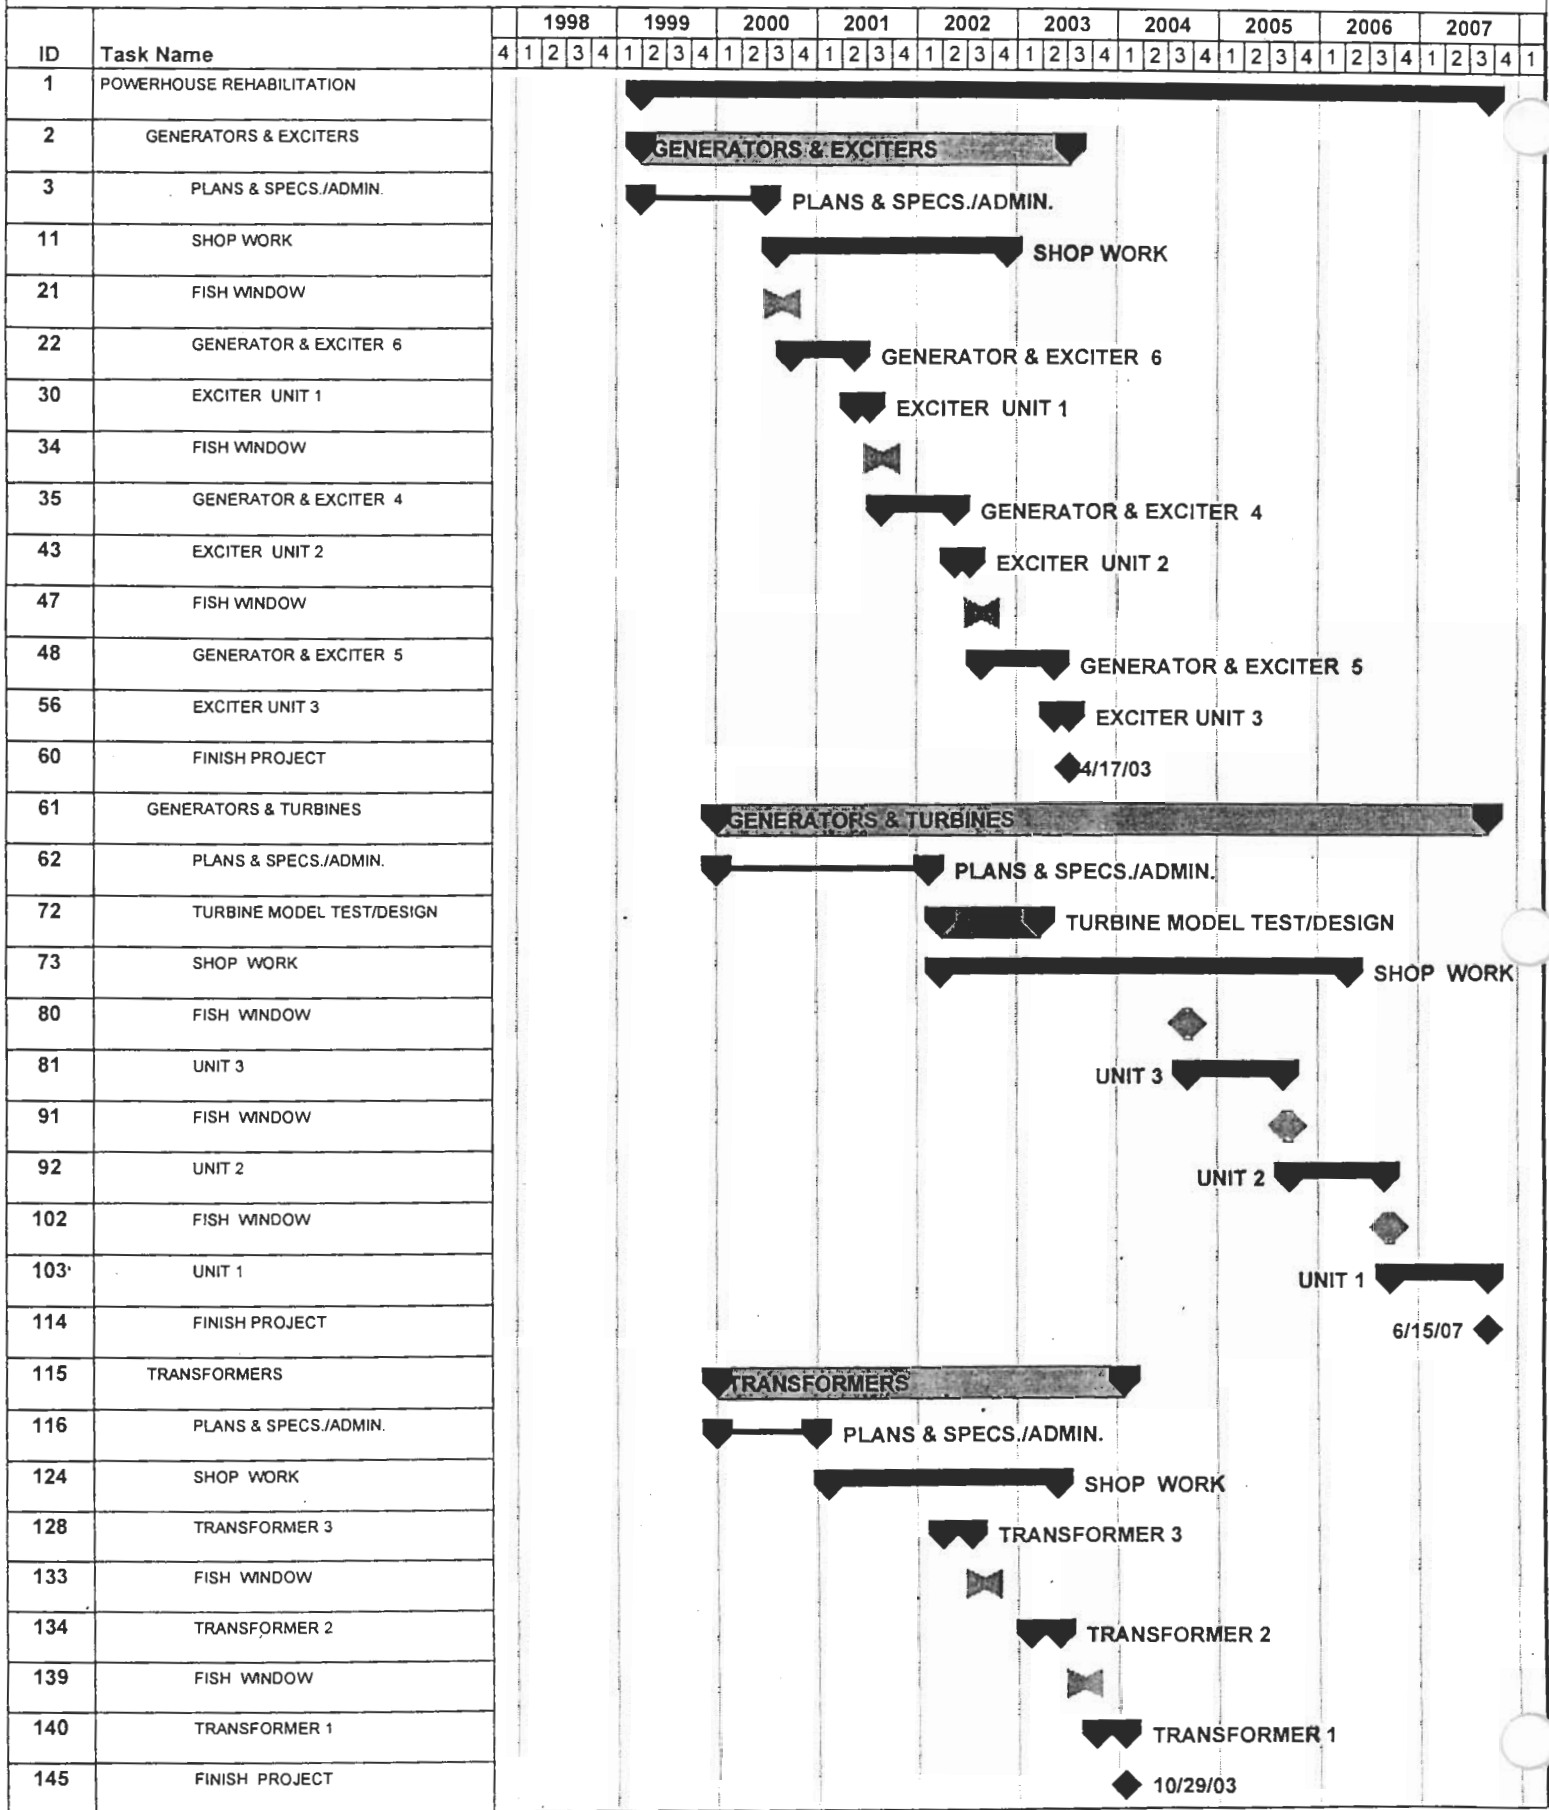 1998 1999 2000 2001 2002 2003 2004 2005 2006 2007
ID Task Name 4 1 2 3 4 1 2 3 4 1 2 3 4 1 2 3 4 1 2 3 4 1 2 3 4 1 2 3 4 1 2 3 4 1 2 3 4 1 2 3 4 1
1 POWERHOUSE REHABILITATION
2 GENERATORS & EXCITERS GENERATORS & EXCITERS
3 PLANS & SPECS./ADMIN. PLANS & SPECS./ADMIN.
11 SHOP WORK SHOP WORK
21 FISH WINDOW
22 GENERATOR & EXCITER 6 GENERATOR & EXCITER 6
30 EXCITER UNIT 1 EXCITER UNIT 1
34 FISH WINDOW
35 GENERATOR & EXCITER 4 GENERATOR & EXCITER 4
43 EXCITER UNIT 2 EXCITER UNIT 2
47 FISH WINDOW
48 GENERATOR & EXCITER 5 GENERATOR & EXCITER 5
56 EXCITER UNIT 3 EXCITER UNIT 3
60 FINISH PROJECT 4/17/03
61 GENERATORS & TURBINES GENERATORS & TURBINES
62 PLANS & SPECS./ADMIN. PLANS & SPECS./ADMIN.
72 TURBINE MODEL TEST/DESIGN TURBINE MODEL TEST/DESIGN
73 SHOP WORK SHOP WORK
80 FISH WINDOW
81 UNIT 3 UNIT 3
91 FISH WINDOW
92 UNIT 2 UNIT 2
102 FISH WINDOW
103 UNIT 1 UNIT 1
114 FINISH PROJECT 6/15/07
115 TRANSFORMERS TRANSFORMERS
116 PLANS & SPECS./ADMIN. PLANS & SPECS./ADMIN.
124 SHOP WORK SHOP WORK
128 TRANSFORMER 3 TRANSFORMER 3
133 FISH WINDOW
134 TRANSFORMER 2 TRANSFORMER 2
139 FISH WINDOW
140 TRANSFORMER 1 TRANSFORMER 1
145 FINISH PROJECT 10/29/03